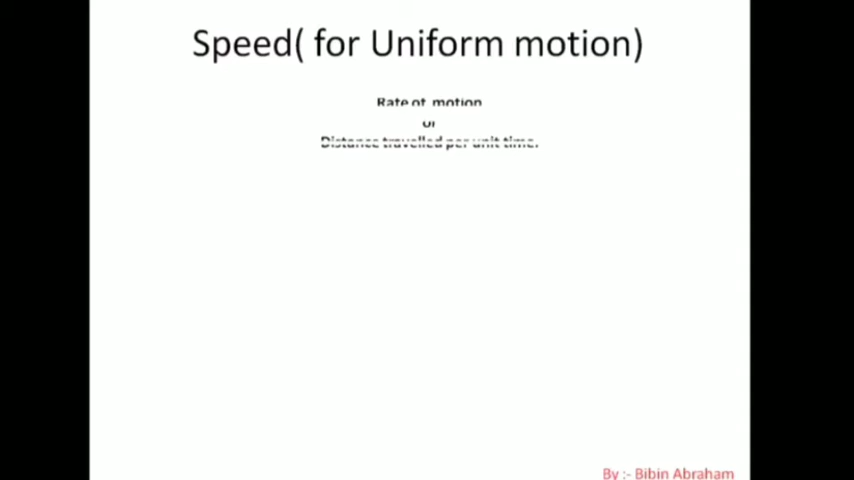 Speed( for Uniform motion)
Rate of motion
or
Distance travelled per unit time.
By :- Bibin Abraham